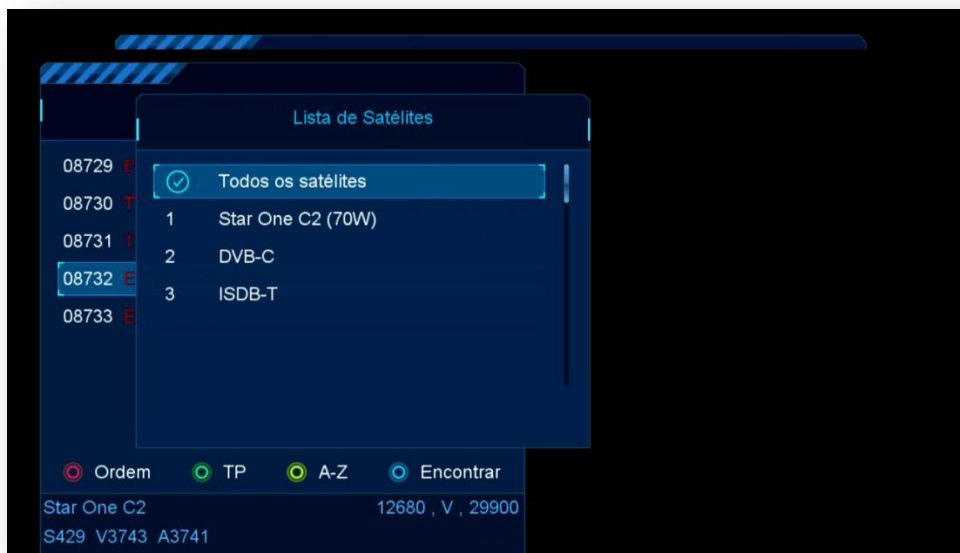 Lista de Satélites
08729 E
08730 T
08731
08732 E
08733 E
Todos os satélites
1 Star One C2 (70W)
2 DVB-C
3 ISDB-T
Ordem TP A-Z Encontrar
Star One C2 12680 , V , 29900
S429 V3743 A3741